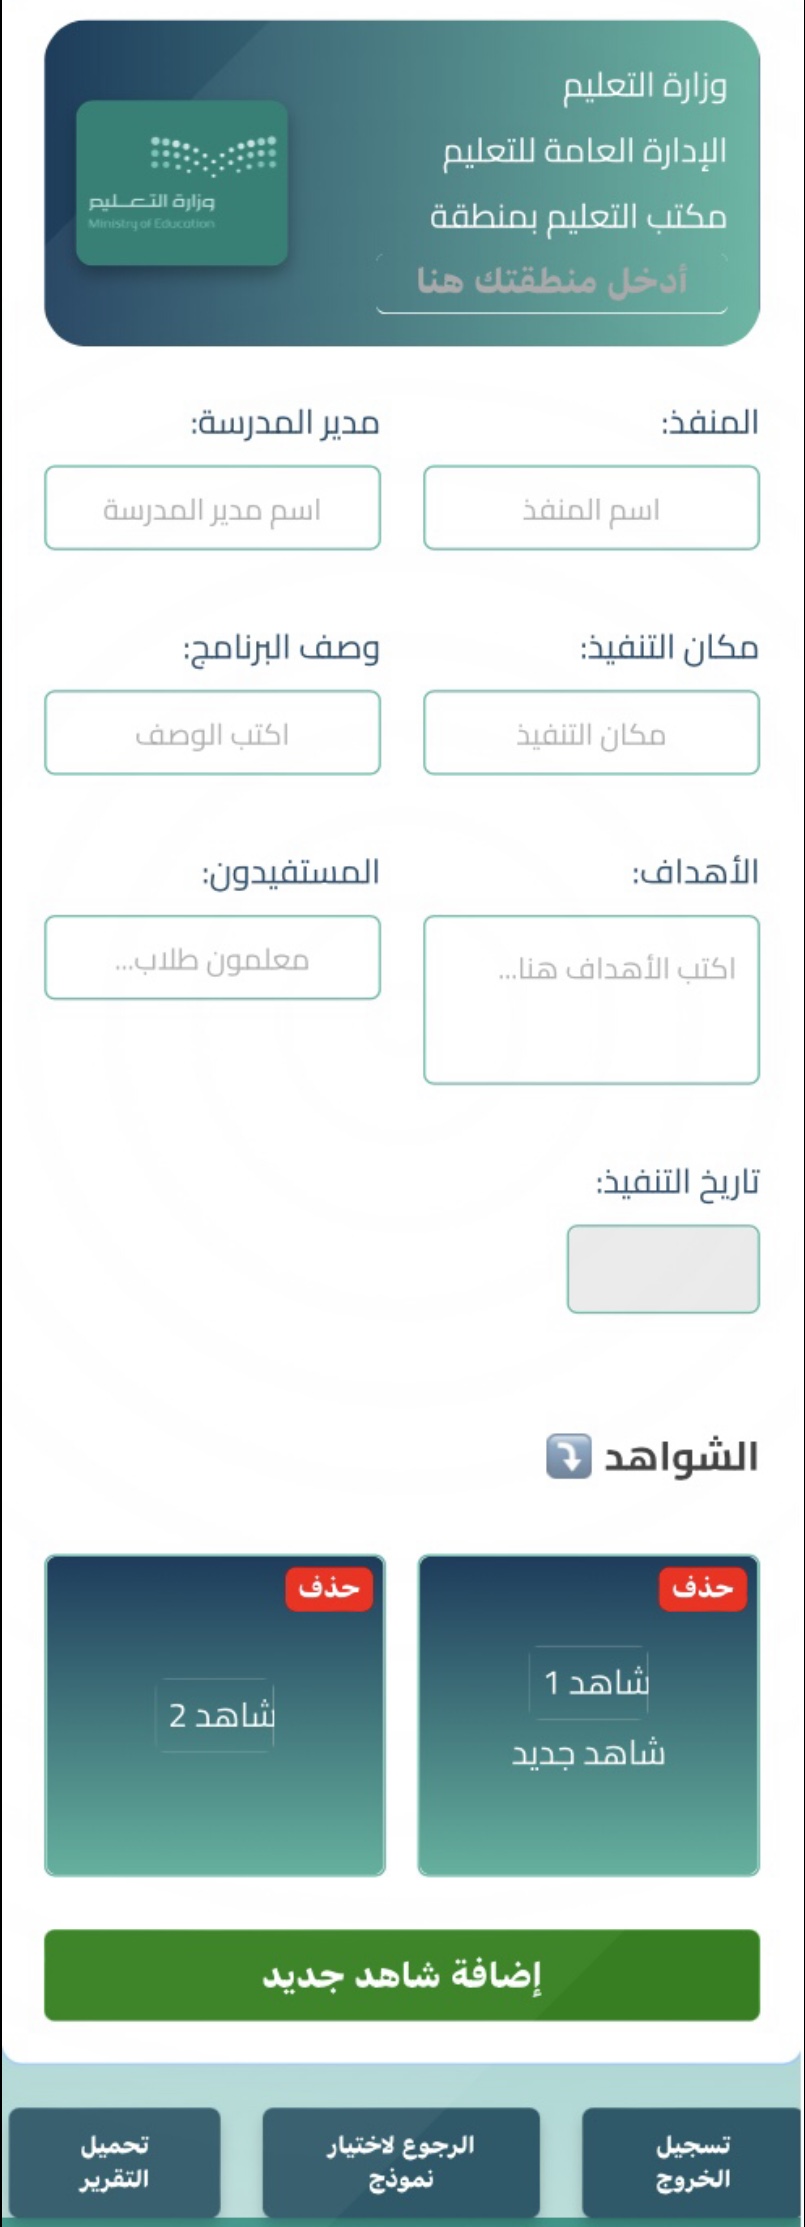 وزارة التعليم
الإدارة العامة للتعليم
مكتب التعليم بمنطقة
أدخل منطقتك هنا
وزارة التعـــليم
Ministry of Education
المنفذ:
اسم المنفذ
مدير المدرسة:
اسم مدير المدرسة
مكان التنفيذ:
مكان التنفيذ
وصف البرنامج:
اكتب الوصف
الأهداف:
اكتب الأهداف هنا...
المستفيدون:
معلمون طلاب...
تاريخ التنفيذ:
الشواهد ⤵️
حذف
شاهد 1
شاهد جديد
حذف
شاهد 2
إضافة شاهد جديد
تسجيل
الخروج
الرجوع لاختيار
نموذج
تحميل
التقرير